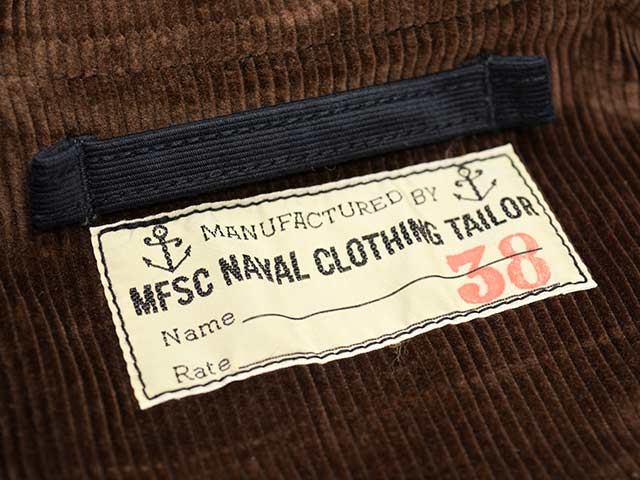 MANUFACTURED BY
MFSC NAVAL CLOTHING TAILOR
38
Name
Rate